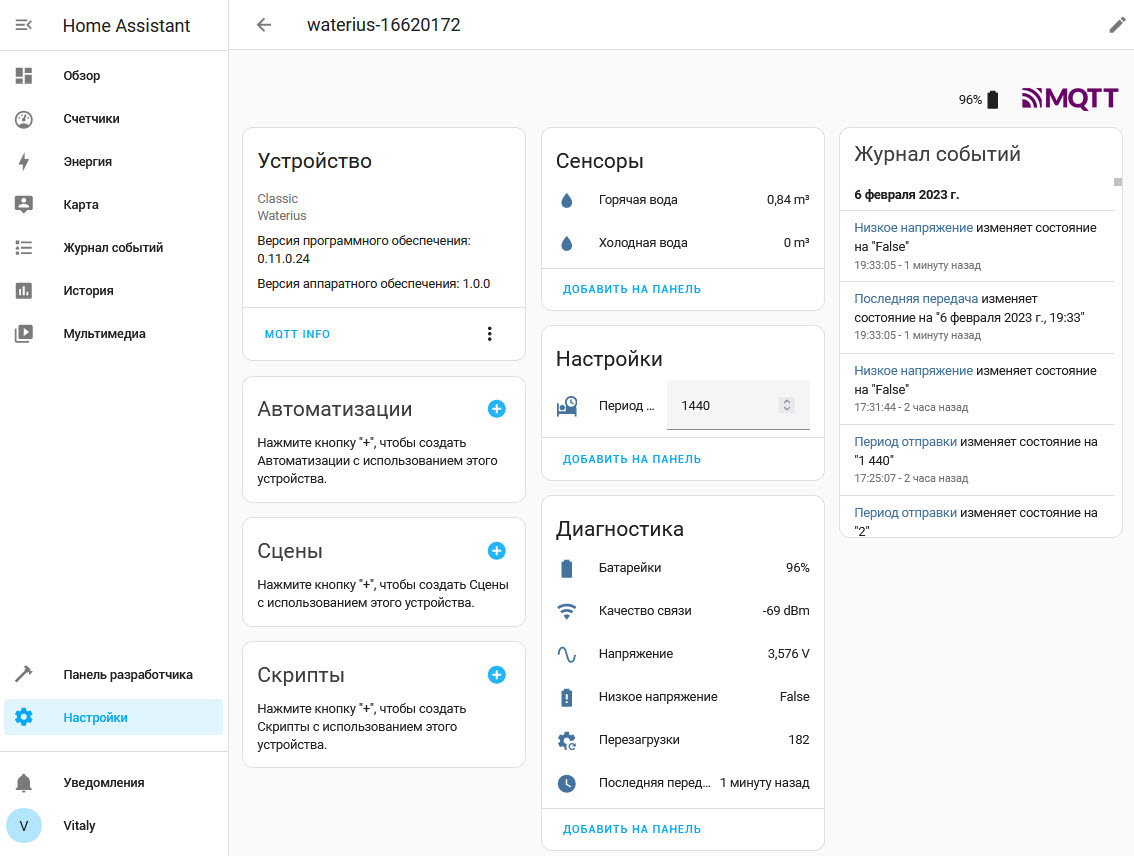 Home Assistant
Обзор
Счетчики
Энергия
Карта
Журнал событий
История
Мультимедиа
Панель разработчика
Настройки
Уведомления
V
Vitaly
waterius-16620172
96%
MQTT
Устройство
Classic
Waterius
Версия программного обеспечения:
0.11.0.24
Версия аппаратного обеспечения: 1.0.0
MQTT INFO
Автоматизации
Нажмите кнопку "+", чтобы создать
Автоматизации с использованием этого
устройства.
Сцены
Нажмите кнопку "+", чтобы создать Сцены
с использованием этого устройства.
Скрипты
Нажмите кнопку "+", чтобы создать
Скрипты с использованием этого
устройства.
Сенсоры
Горячая вода 0,84 m³
Холодная вода 0 m³
ДОБАВИТЬ НА ПАНЕЛЬ
Настройки
Период ... 1440
ДОБАВИТЬ НА ПАНЕЛЬ
Диагностика
Батарейки 96%
Качество связи -69 dBm
Напряжение 3,576 V
Низкое напряжение False
Перезагрузки 182
Последняя перед... 1 минуту назад
ДОБАВИТЬ НА ПАНЕЛЬ
Журнал событий
6 февраля 2023 г.
Низкое напряжение изменяет состояние
на "False"
19:33:05 - 1 минуту назад
Последняя передача изменяет
состояние на "6 февраля 2023 г., 19:33"
19:33:05 - 1 минуту назад
Низкое напряжение изменяет состояние
на "False"
17:31:44 - 2 часа назад
Период отправки изменяет состояние на
"1 440"
17:25:07 - 2 часа назад
Период отправки изменяет состояние на
"2"